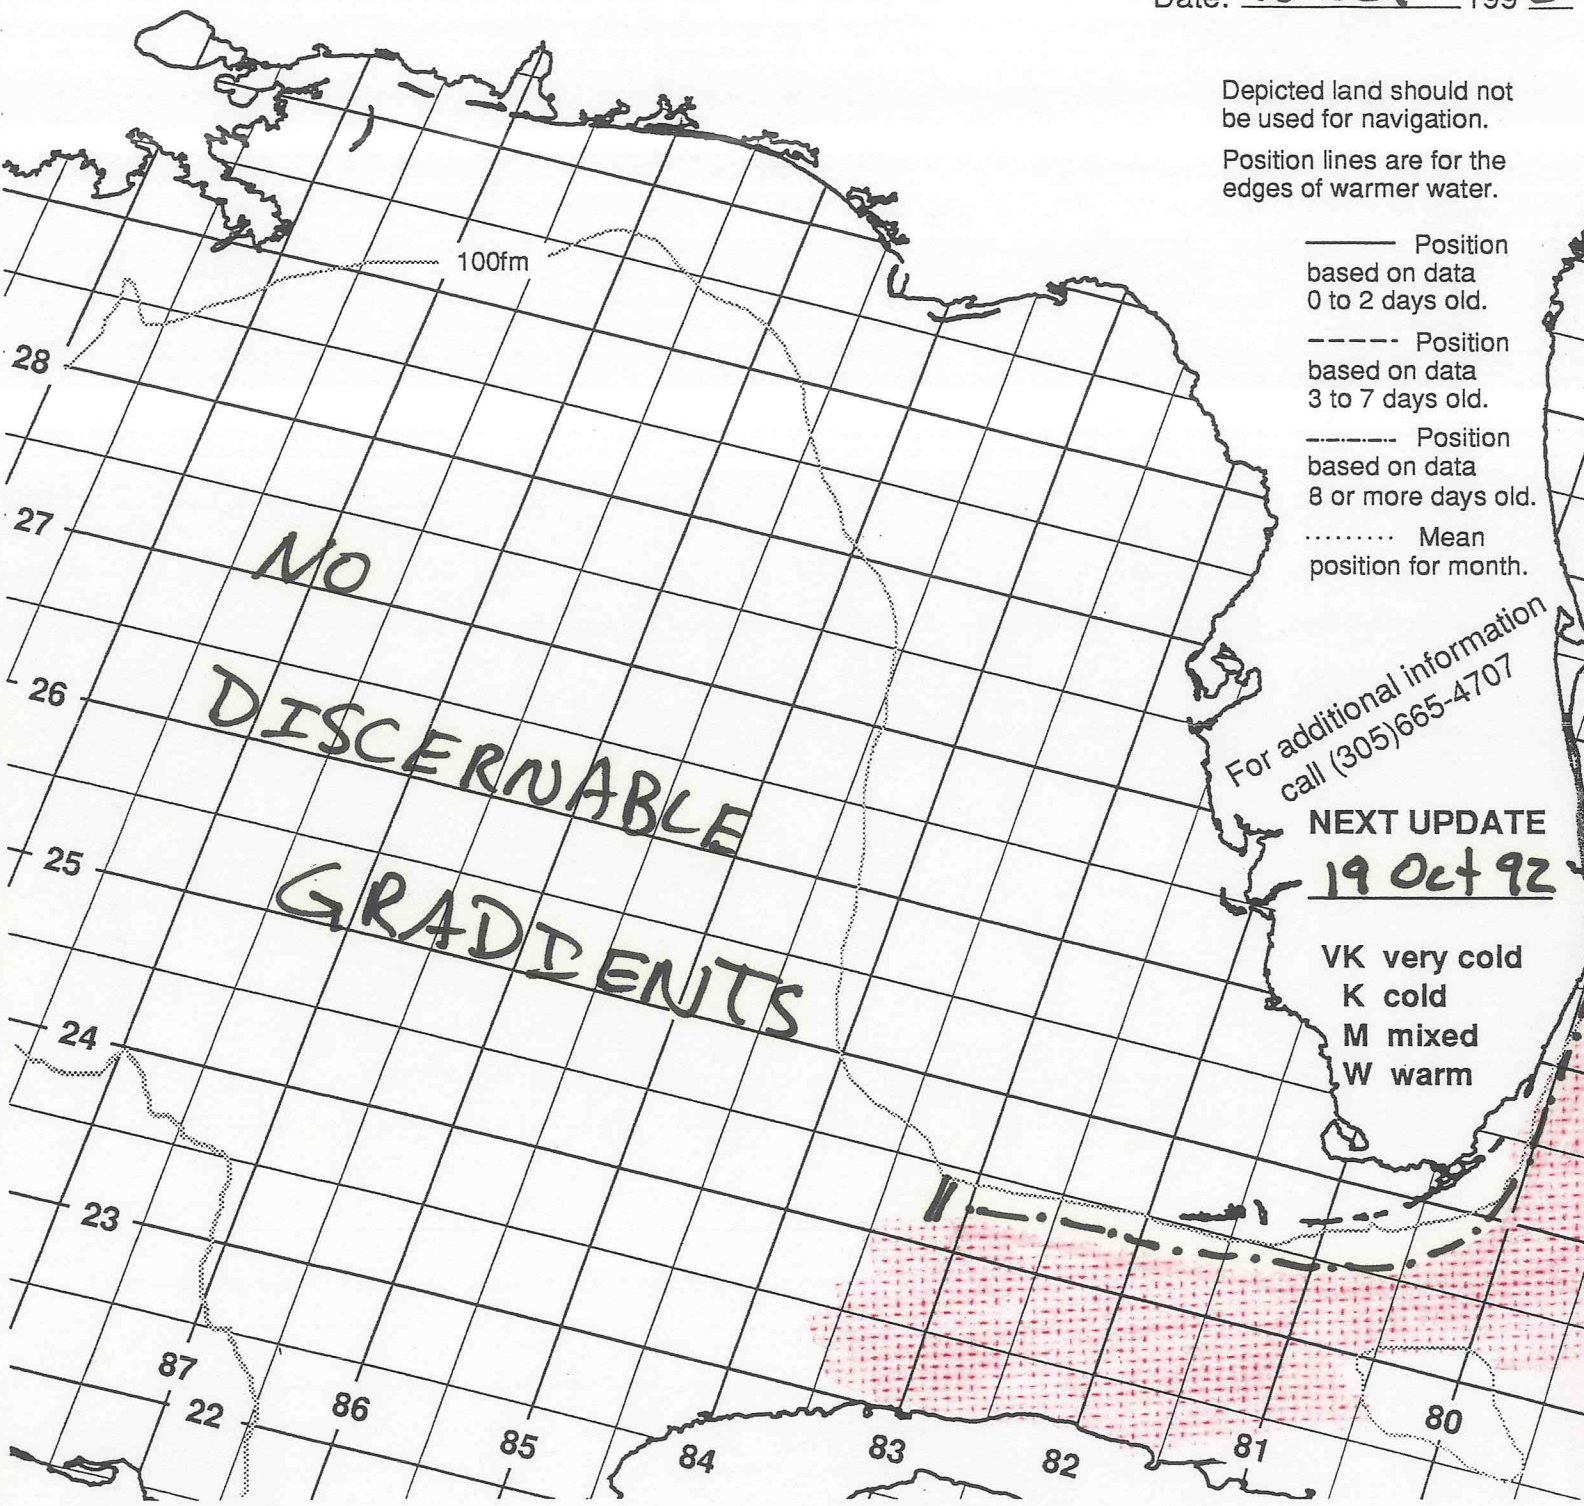 Date: 199
Depicted land should not
be used for navigation.
Position lines are for the
edges of warmer water.
Position
based on data
0 to 2 days old.
Position
based on data
3 to 7 days old.
Position
based on data
8 or more days old.
Mean
position for month.
For additional information
call (305)665-4707
NEXT UPDATE
19 Oct 92
VK very cold
K cold
M mixed
W warm
100fm
28
27
26
25
24
23
22
NO
DISCERNABLE
GRADIENTS
87
86
85
84
83
82
81
80